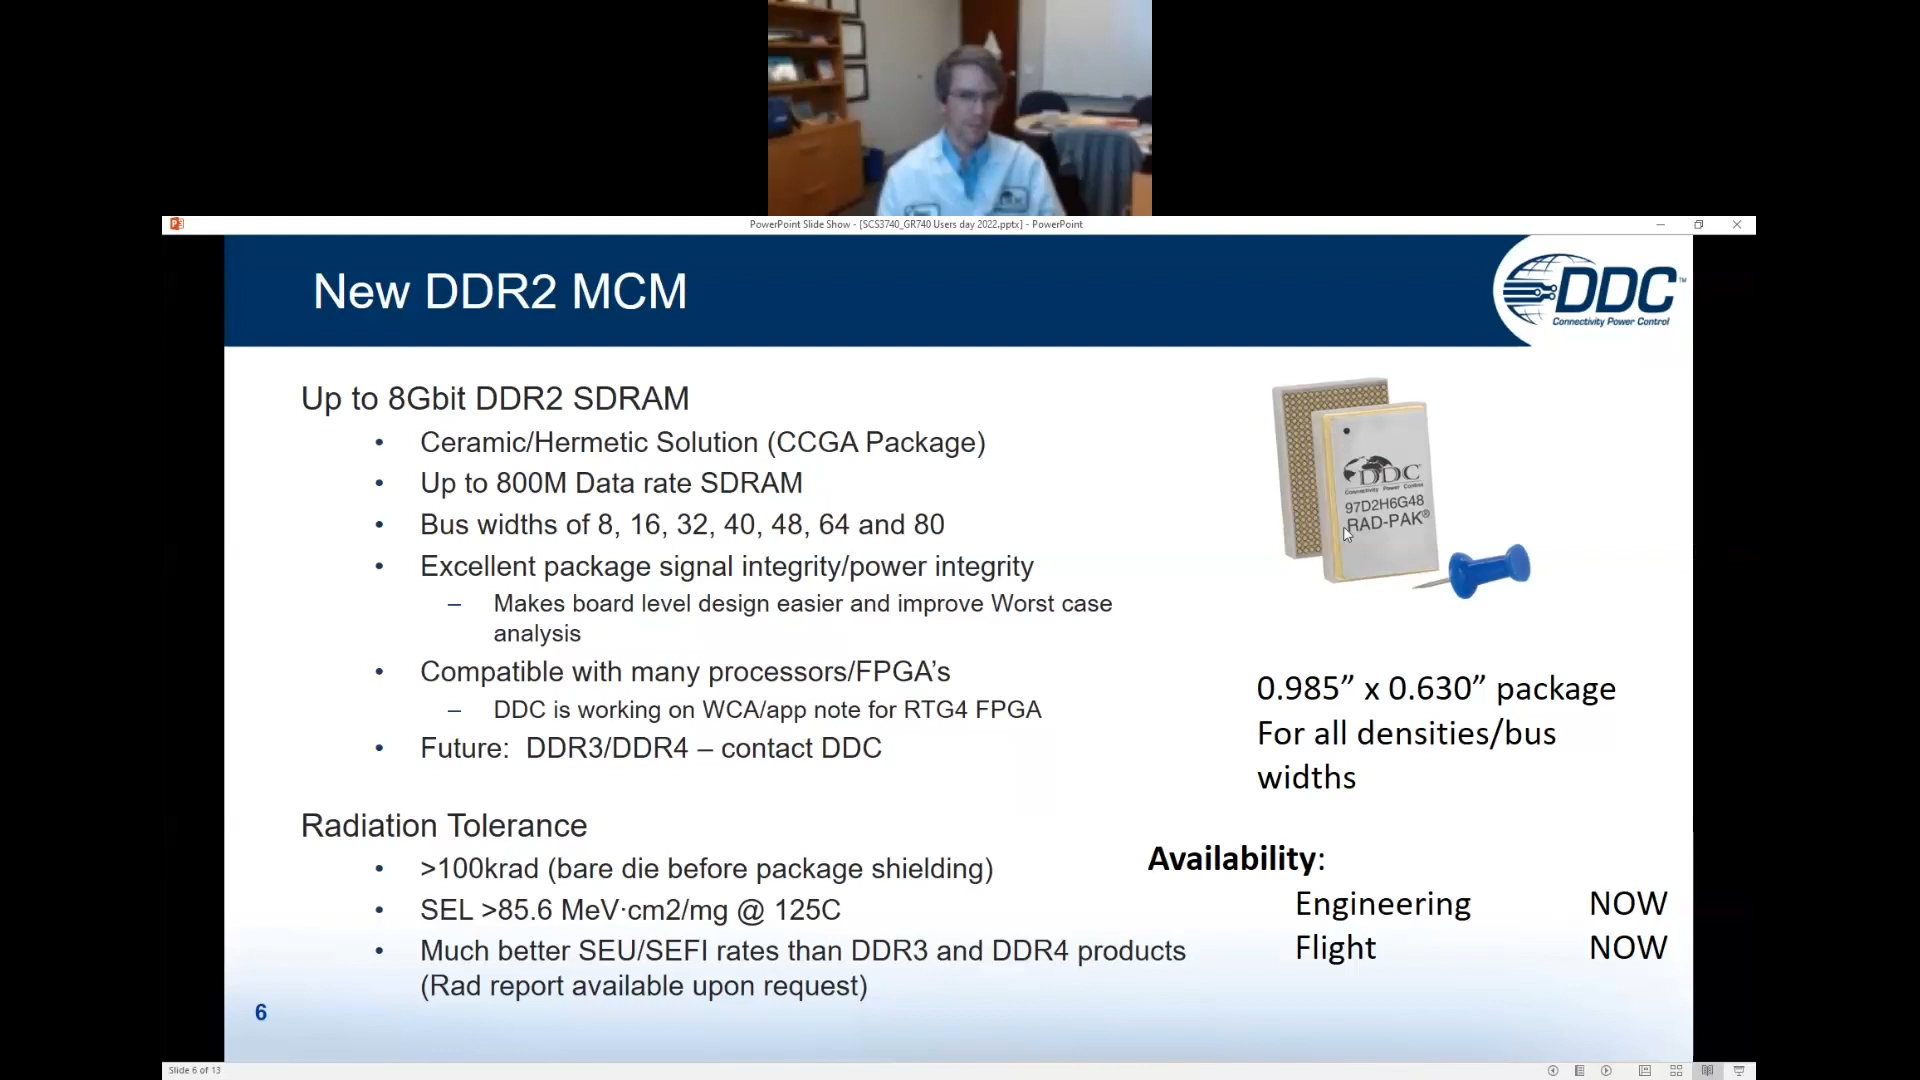 PowerPoint Slide Show - [SCS3740_GR740 Users day 2022.pptx] - PowerPoint
New DDR2 MCM
DDC™
Connectivity Power Control
Up to 8Gbit DDR2 SDRAM
• Ceramic/Hermetic Solution (CCGA Package)
• Up to 800M Data rate SDRAM
• Bus widths of 8, 16, 32, 40, 48, 64 and 80
• Excellent package signal integrity/power integrity
– Makes board level design easier and improve Worst case
analysis
• Compatible with many processors/FPGA’s
– DDC is working on WCA/app note for RTG4 FPGA
• Future: DDR3/DDR4 – contact DDC
DDC
Connectivity Power Control
97D2H6G48
RAD-PAK®
0.985” x 0.630” package
For all densities/bus
widths
Radiation Tolerance
• >100krad (bare die before package shielding)
• SEL >85.6 MeV·cm2/mg @ 125C
• Much better SEU/SEFI rates than DDR3 and DDR4 products
(Rad report available upon request)
Availability:
Engineering NOW
Flight NOW
6
Slide 6 of 13